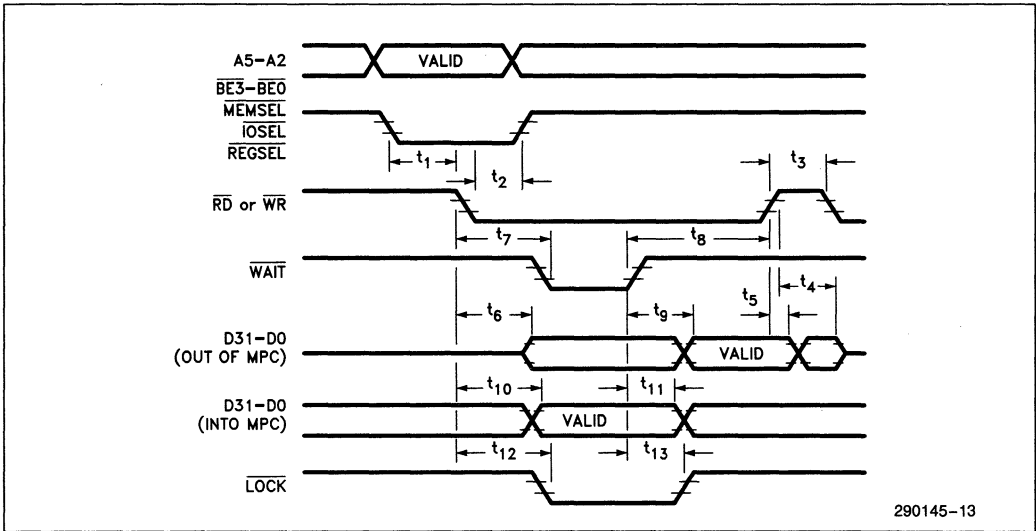 A5-A2
VALID
BE3-BE0
MEMSEL
IOSEL
REGSEL
t1
t2
t3
RD or WR
t7
t8
WAIT
t4
t5
t6
t9
D31-D0
(OUT OF MPC)
VALID
t10
t11
D31-D0
(INTO MPC)
VALID
t12
t13
LOCK
290145-13